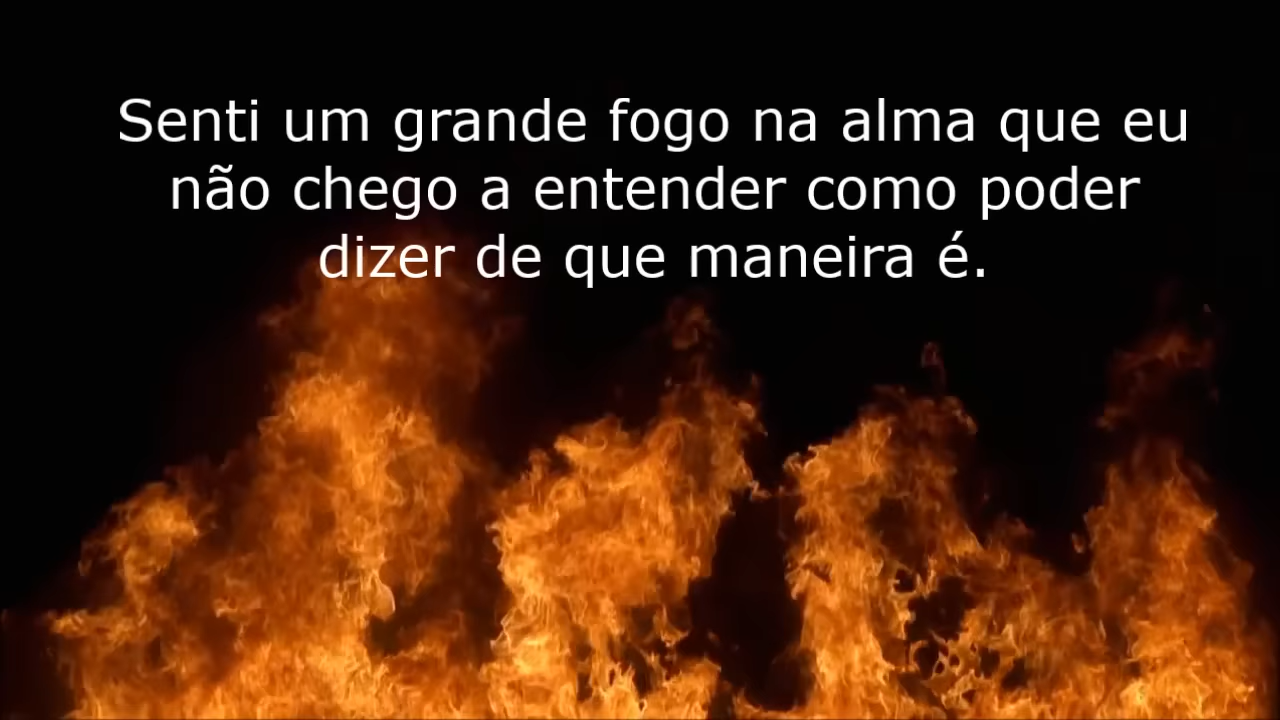 Senti um grande fogo na alma que eu
não chego a entender como poder
dizer de que maneira é.